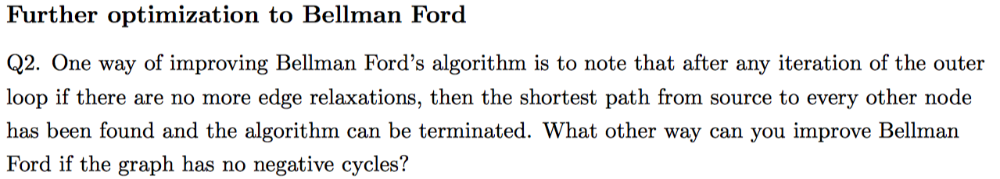 Further optimization to Bellman Ford
Q2. One way of improving Bellman Ford's algorithm is to note that after any iteration of the outer
loop if there are no more edge relaxations, then the shortest path from source to every other node
has been found and the algorithm can be terminated. What other way can you improve Bellman
Ford if the graph has no negative cycles?